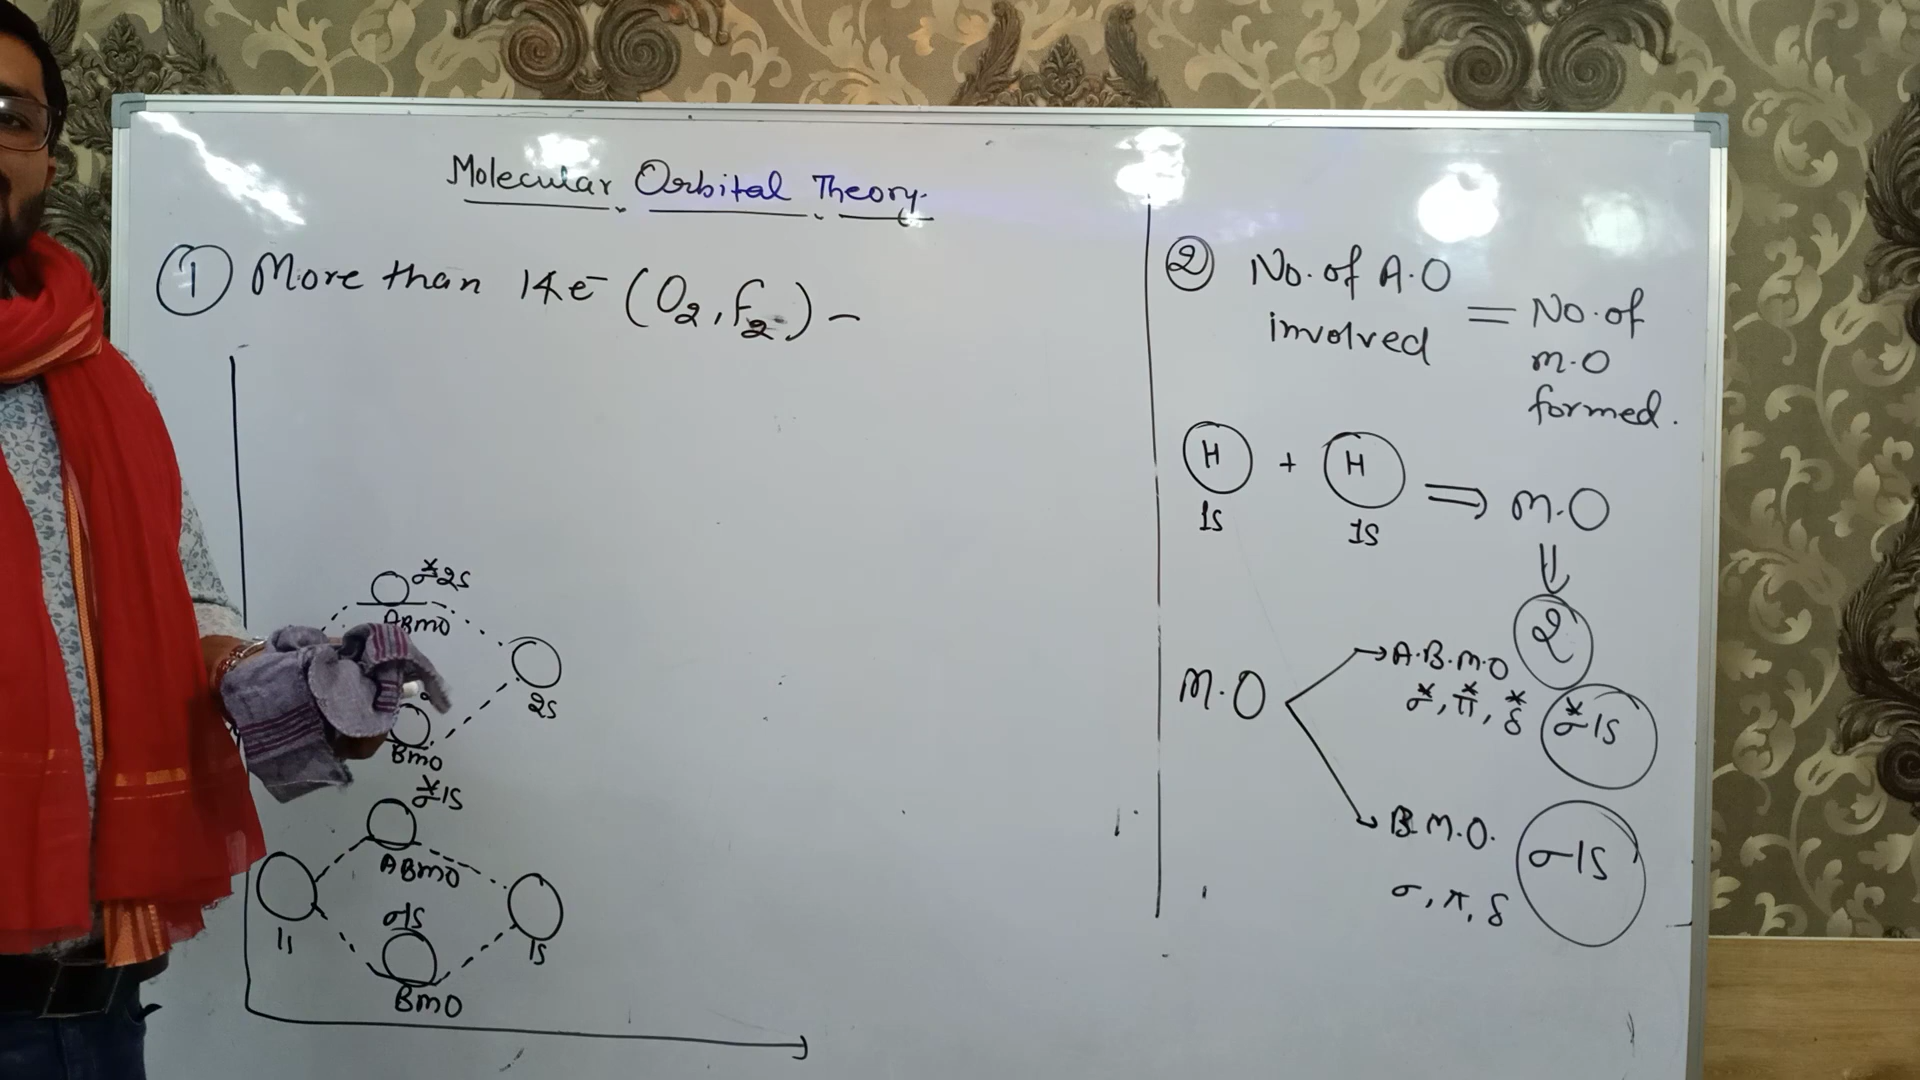 Molecular Orbital Theory.
① More than 14e⁻ (O₂, F₂) –
σ*2s
ABMO
2s
BMO
σ*1s
ABMO
1s
1s
σ1s
BMO
② No. of A.O = No. of
involved M.O
formed.
H + H ⇒ M.O
1s 1s
⇓
2
M.O
→ A.B.M.O
σ*, π*, δ*
σ*1s
→ B.M.O.
σ, π, δ
σ1s